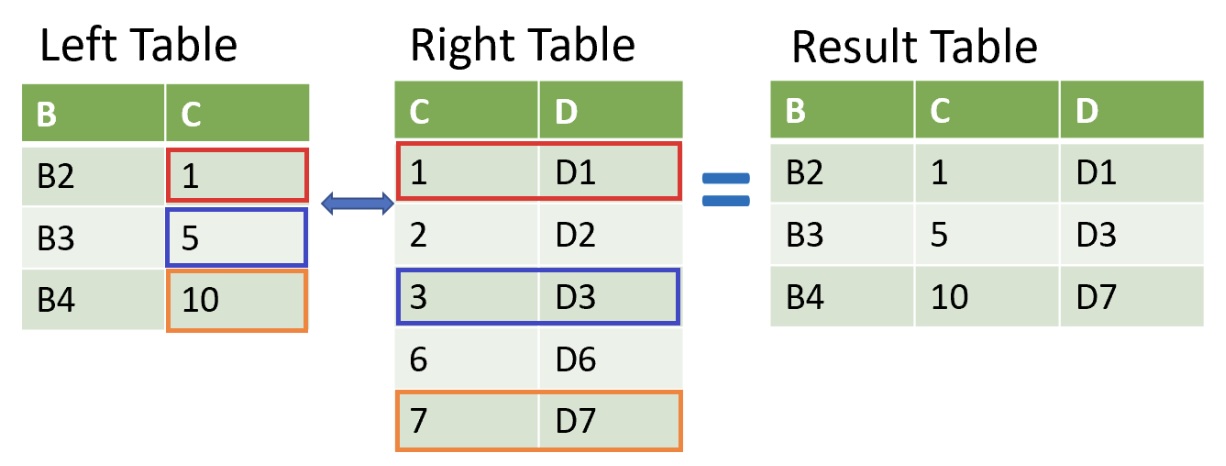 Left Table
B C
B2 1
B3 5
B4 10
Right Table
C D
1 D1
2 D2
3 D3
6 D6
7 D7
=
Result Table
B C D
B2 1 D1
B3 5 D3
B4 10 D7